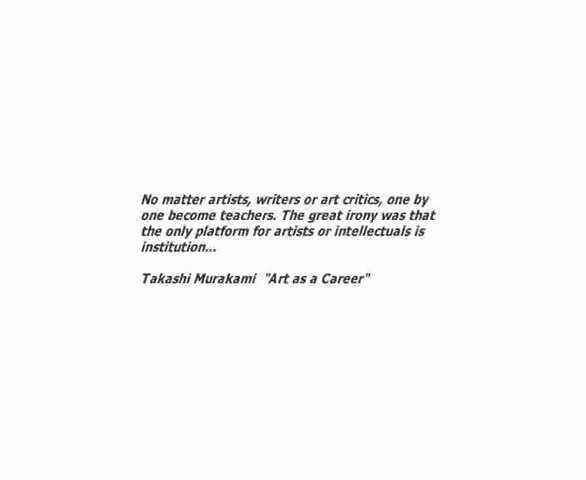 No matter artists, writers or art critics, one by
one become teachers. The great irony was that
the only platform for artists or intellectuals is
institution...
Takashi Murakami "Art as a Career"